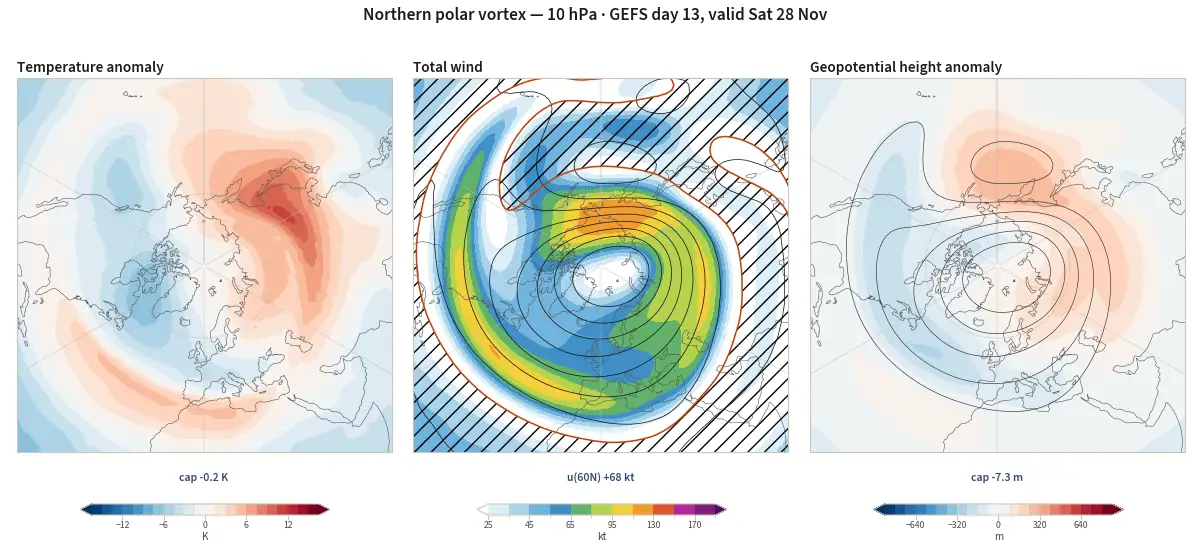 Northern polar vortex — 10 hPa · GEFS day 13, valid Sat 28 Nov
Temperature anomaly
Total wind
Geopotential height anomaly
cap -0.2 K
u(60N) +68 kt
cap -7.3 m
−12 −6 0 6 12
K
25 45 65 95 130 170
kt
−640 −320 0 320 640
m